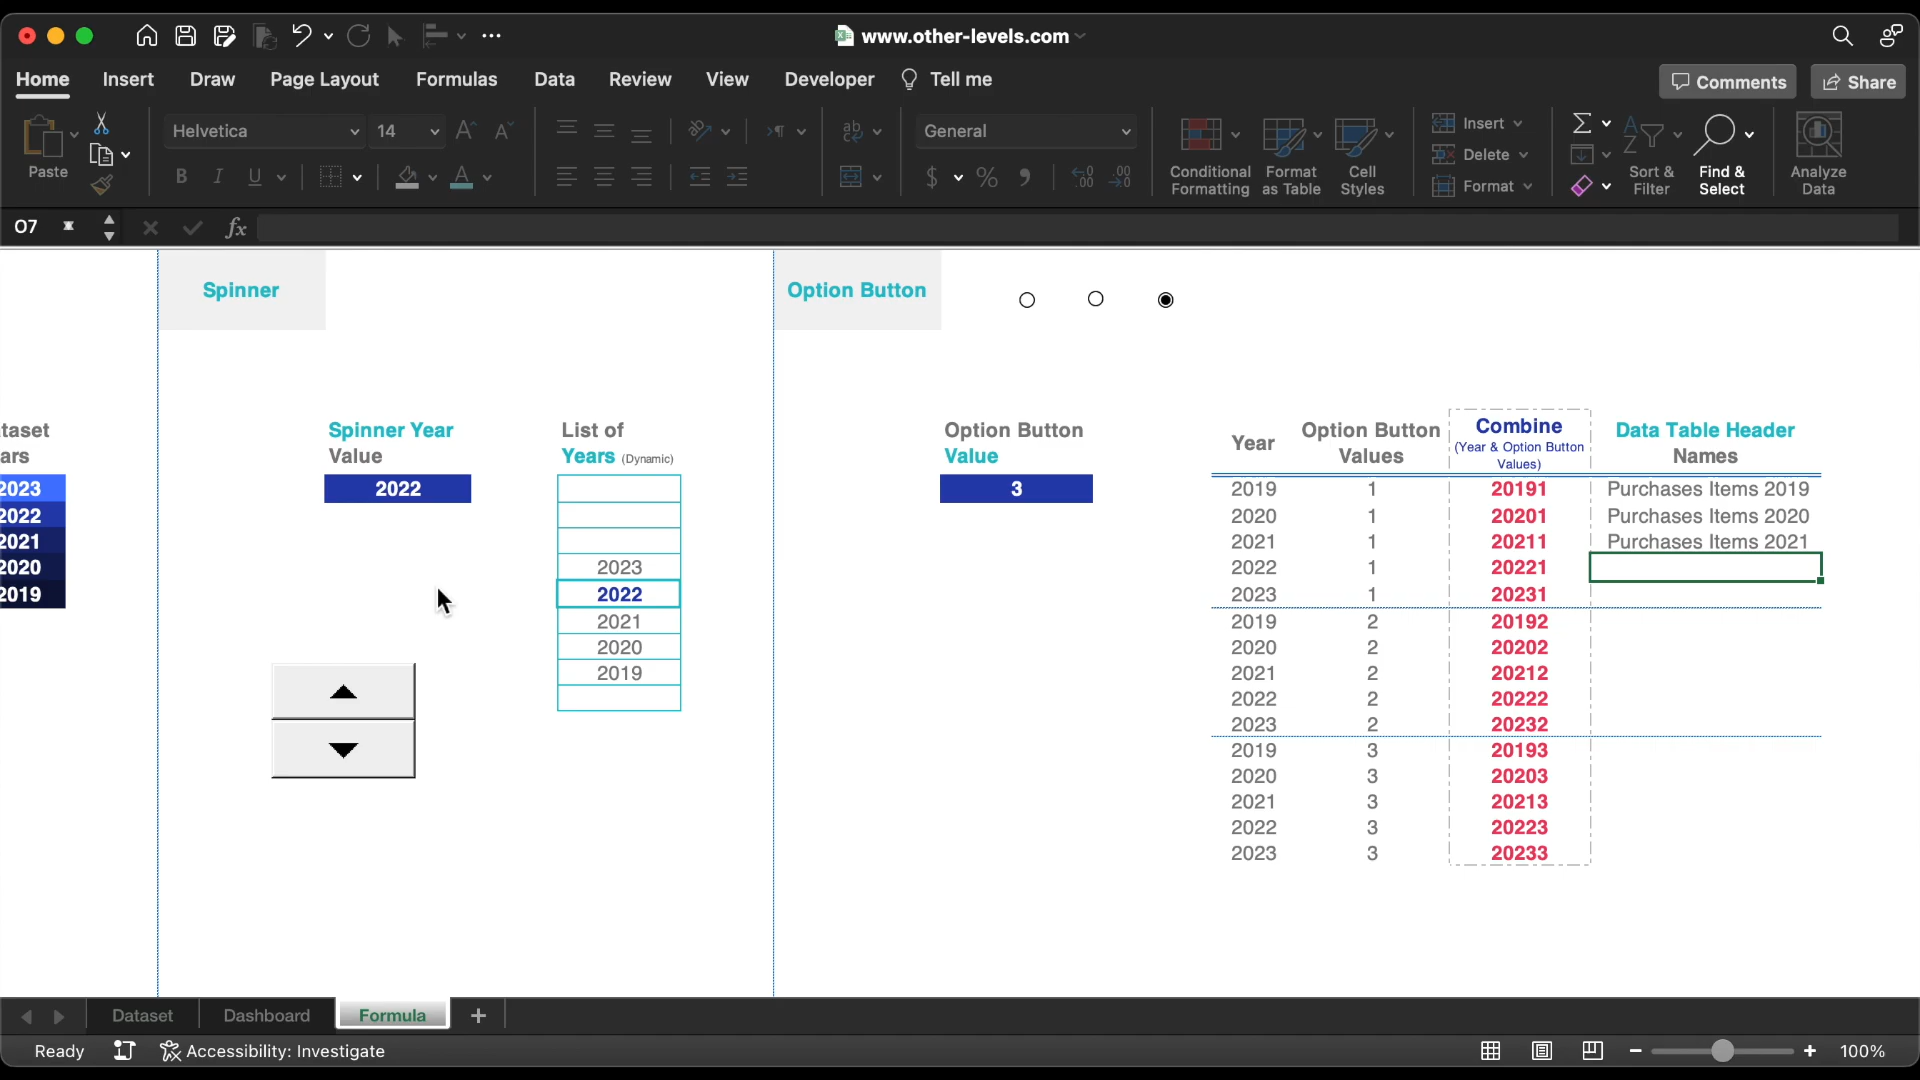 www.other-levels.com
Home Insert Draw Page Layout Formulas Data Review View Developer Tell me
Comments Share
Paste
Helvetica 14
B I U
General
$ % 
Conditional Formatting
Format as Table
Cell Styles
Insert
Delete
Format
Sort & Filter
Find & Select
Analyze Data
O7 fx
Spinner
Option Button
taset
ars
2023
2022
2021
2020
2019
Spinner Year
Value
2022
List of
Years (Dynamic)
2023
2022
2021
2020
2019
Option Button
Value
3
Year
Option Button
Values
Combine
(Year & Option Button
Values)
Data Table Header
Names
2019 1 20191 Purchases Items 2019
2020 1 20201 Purchases Items 2020
2021 1 20211 Purchases Items 2021
2022 1 20221
2023 1 20231
2019 2 20192
2020 2 20202
2021 2 20212
2022 2 20222
2023 2 20232
2019 3 20193
2020 3 20203
2021 3 20213
2022 3 20223
2023 3 20233
Dataset Dashboard Formula +
Ready Accessibility: Investigate
100%